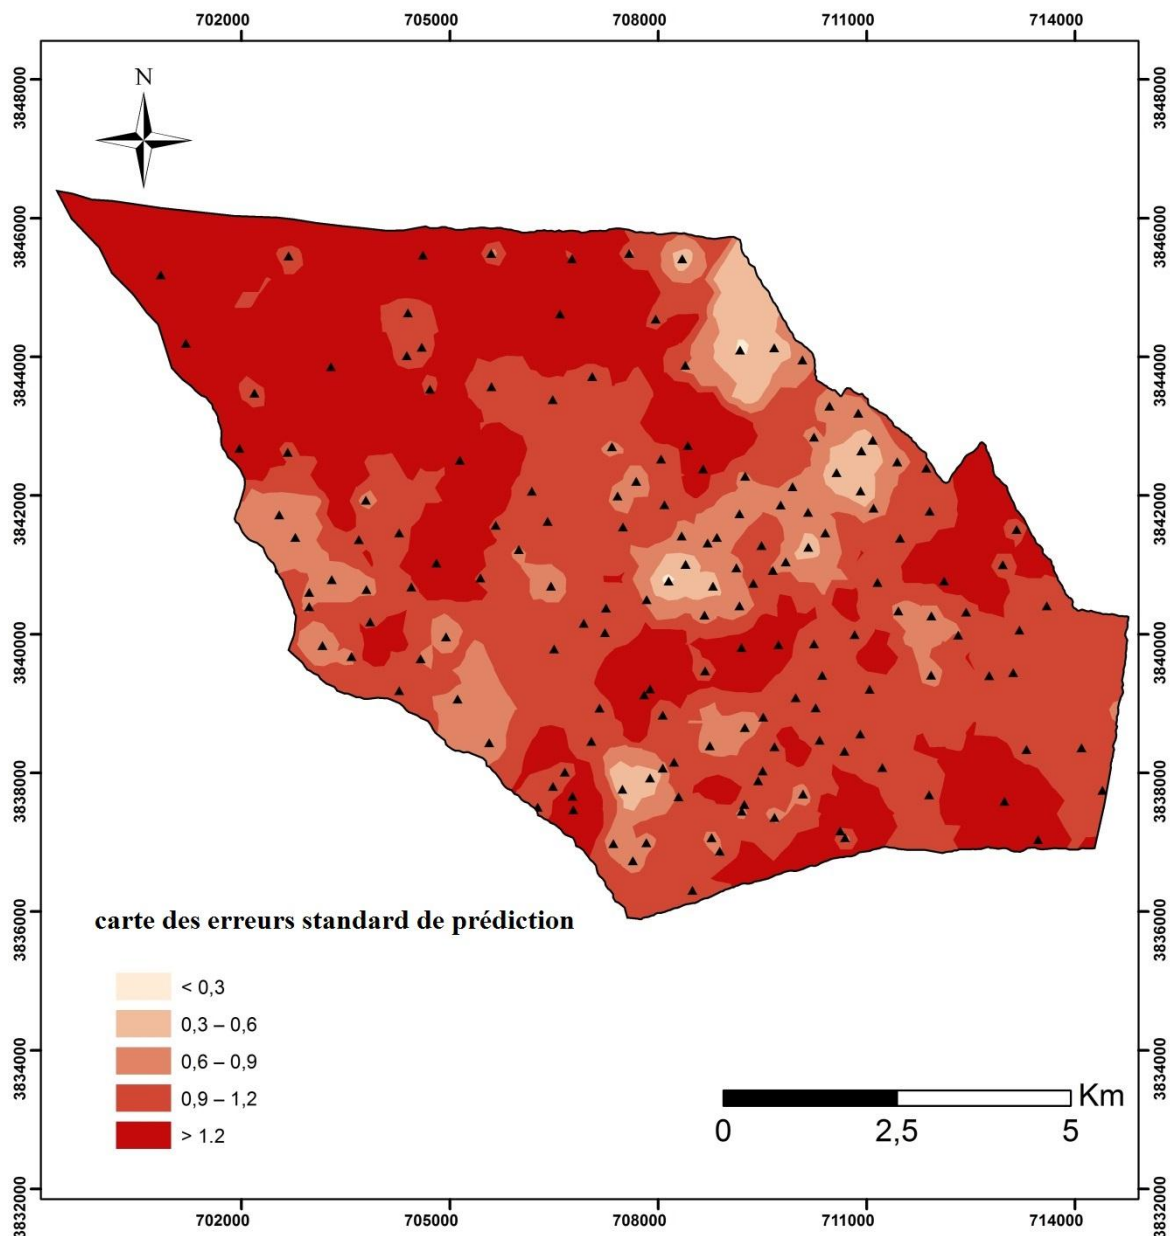 702000 705000 708000 711000 714000
3848000 3848000
N
3846000 3846000
3844000 3844000
3842000 3842000
3840000 3840000
3838000 3838000
3836000 3836000
carte des erreurs standard de prédiction
< 0,3
0,3 – 0,6
0,6 – 0,9
0,9 – 1,2
> 1.2
3834000 3834000
Km
0 2,5 5
3832000 3832000
702000 705000 708000 711000 714000